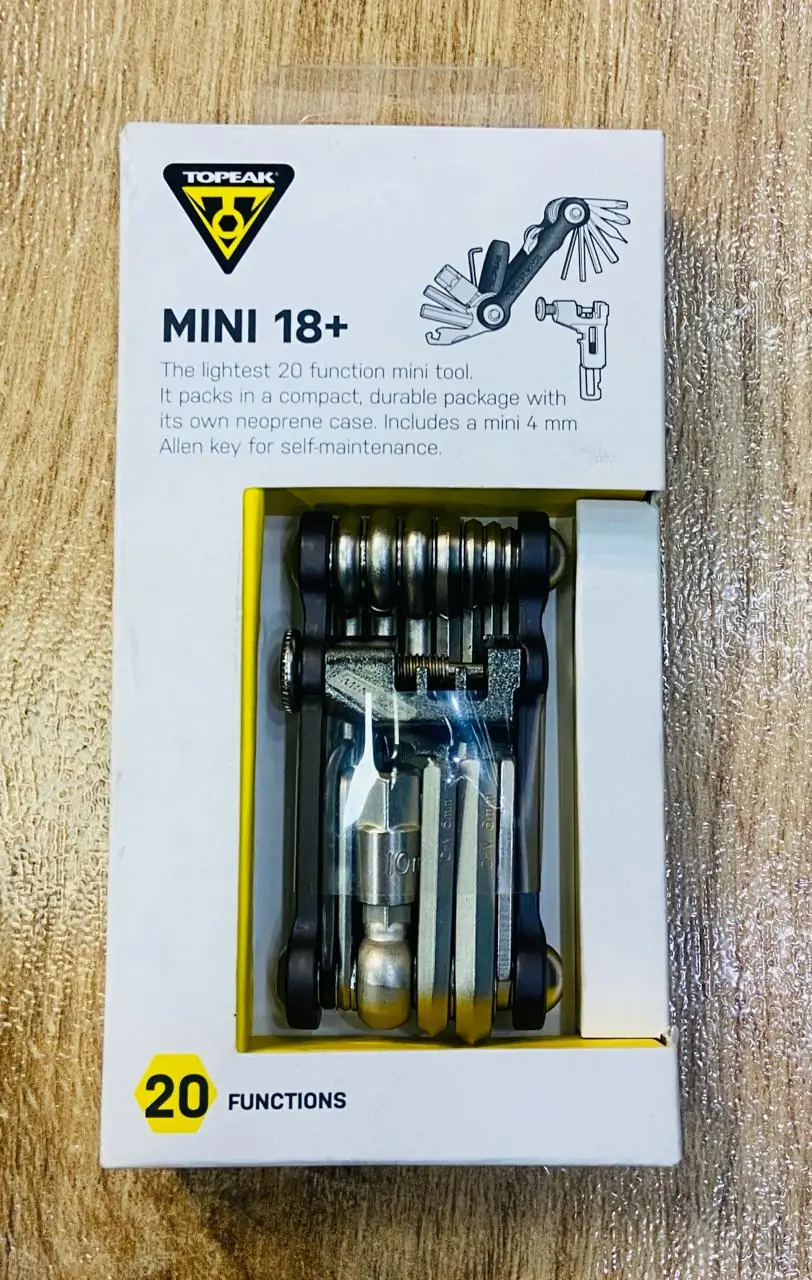 TOPEAK®
MINI 18+
The lightest 20 function mini tool.
It packs in a compact, durable package with
its own neoprene case. Includes a mini 4 mm
Allen key for self-maintenance.
20 FUNCTIONS